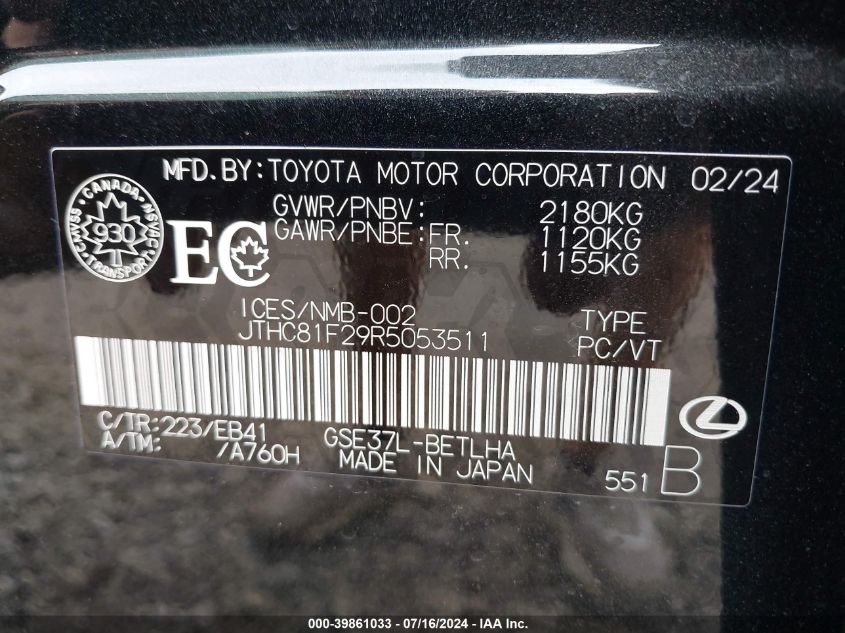 MFD.BY:TOYOTA MOTOR CORPORATION 02/24
GVWR/PNBV: 2180KG
GAWR/PNBE:FR. 1120KG
RR. 1155KG
CANADA
CMVSS
NSVAC
930
TRANSPORT
EC
ICES/NMB-002 TYPE
JTHC81F29R5053511 PC/VT
C/TR:223/EB41 GSE37L-BETLHA
A/TM: /A760H MADE IN JAPAN 551 B
000-39861033 - 07/16/2024 - IAA Inc.